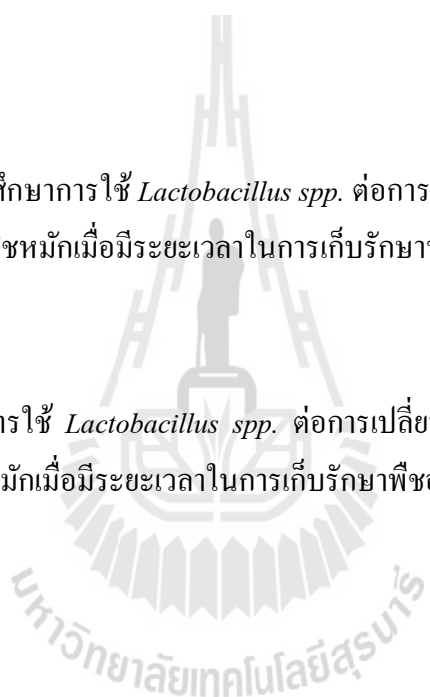 ศึกษาการใช้ Lactobacillus spp. ต่อการ
ชหมักเมื่อมีระยะเวลาในการเก็บรักษา
การใช้ Lactobacillus spp. ต่อการเปลี่ย
มักเมื่อมีระยะเวลาในการเก็บรักษาพืช
มหาวิทยาลัยเทคโนโลยีสุรนารี